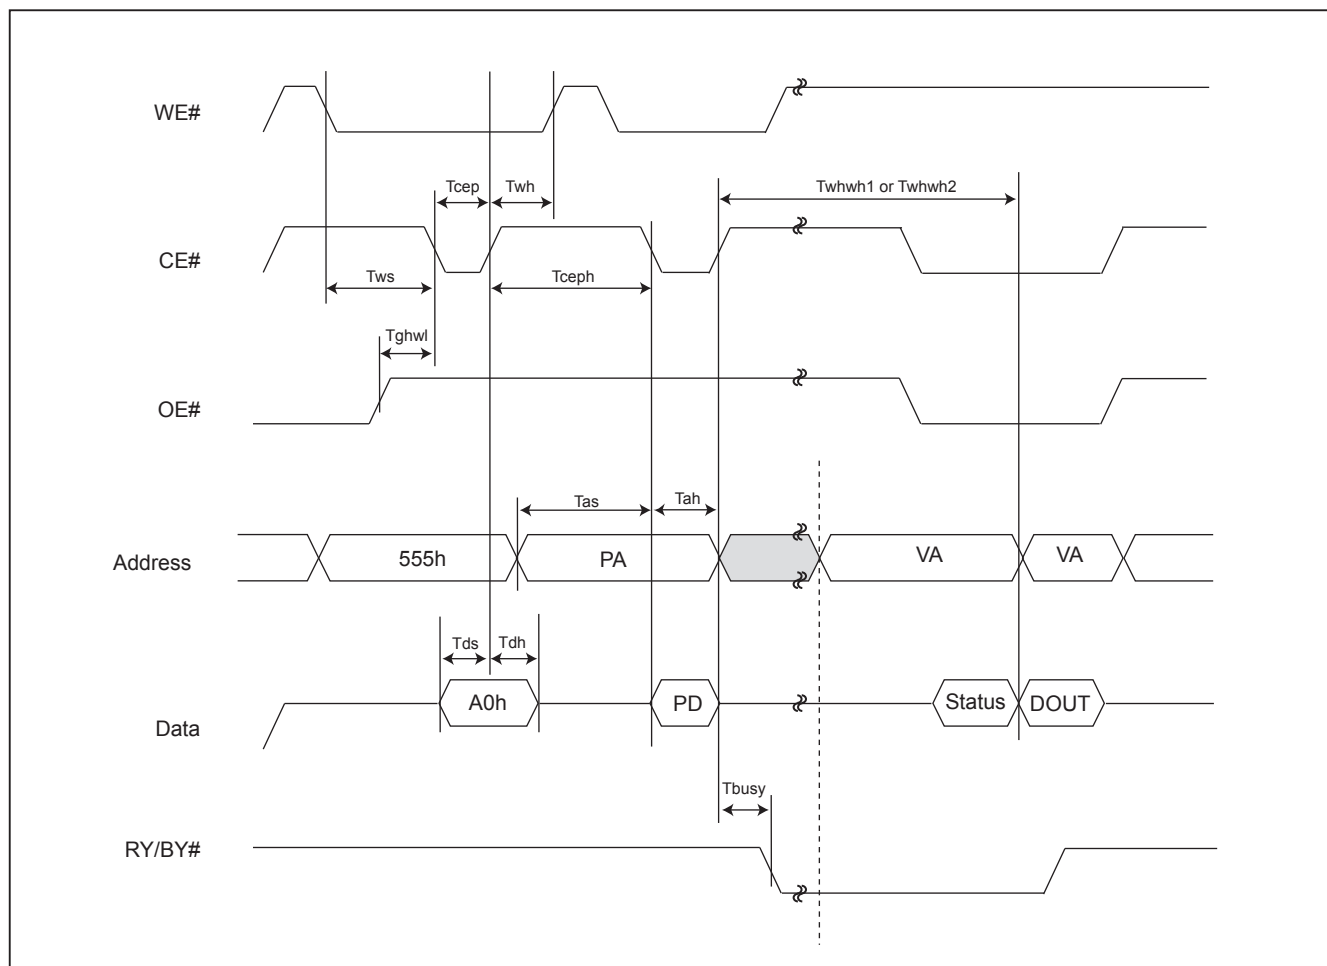 WE#
Tcep
Twh
Twhwh1 or Twhwh2
CE#
Tws
Tceph
Tghwl
OE#
Tas
Tah
Address
555h
PA
VA
VA
Tds
Tdh
Data
A0h
PD
Status
DOUT
Tbusy
RY/BY#